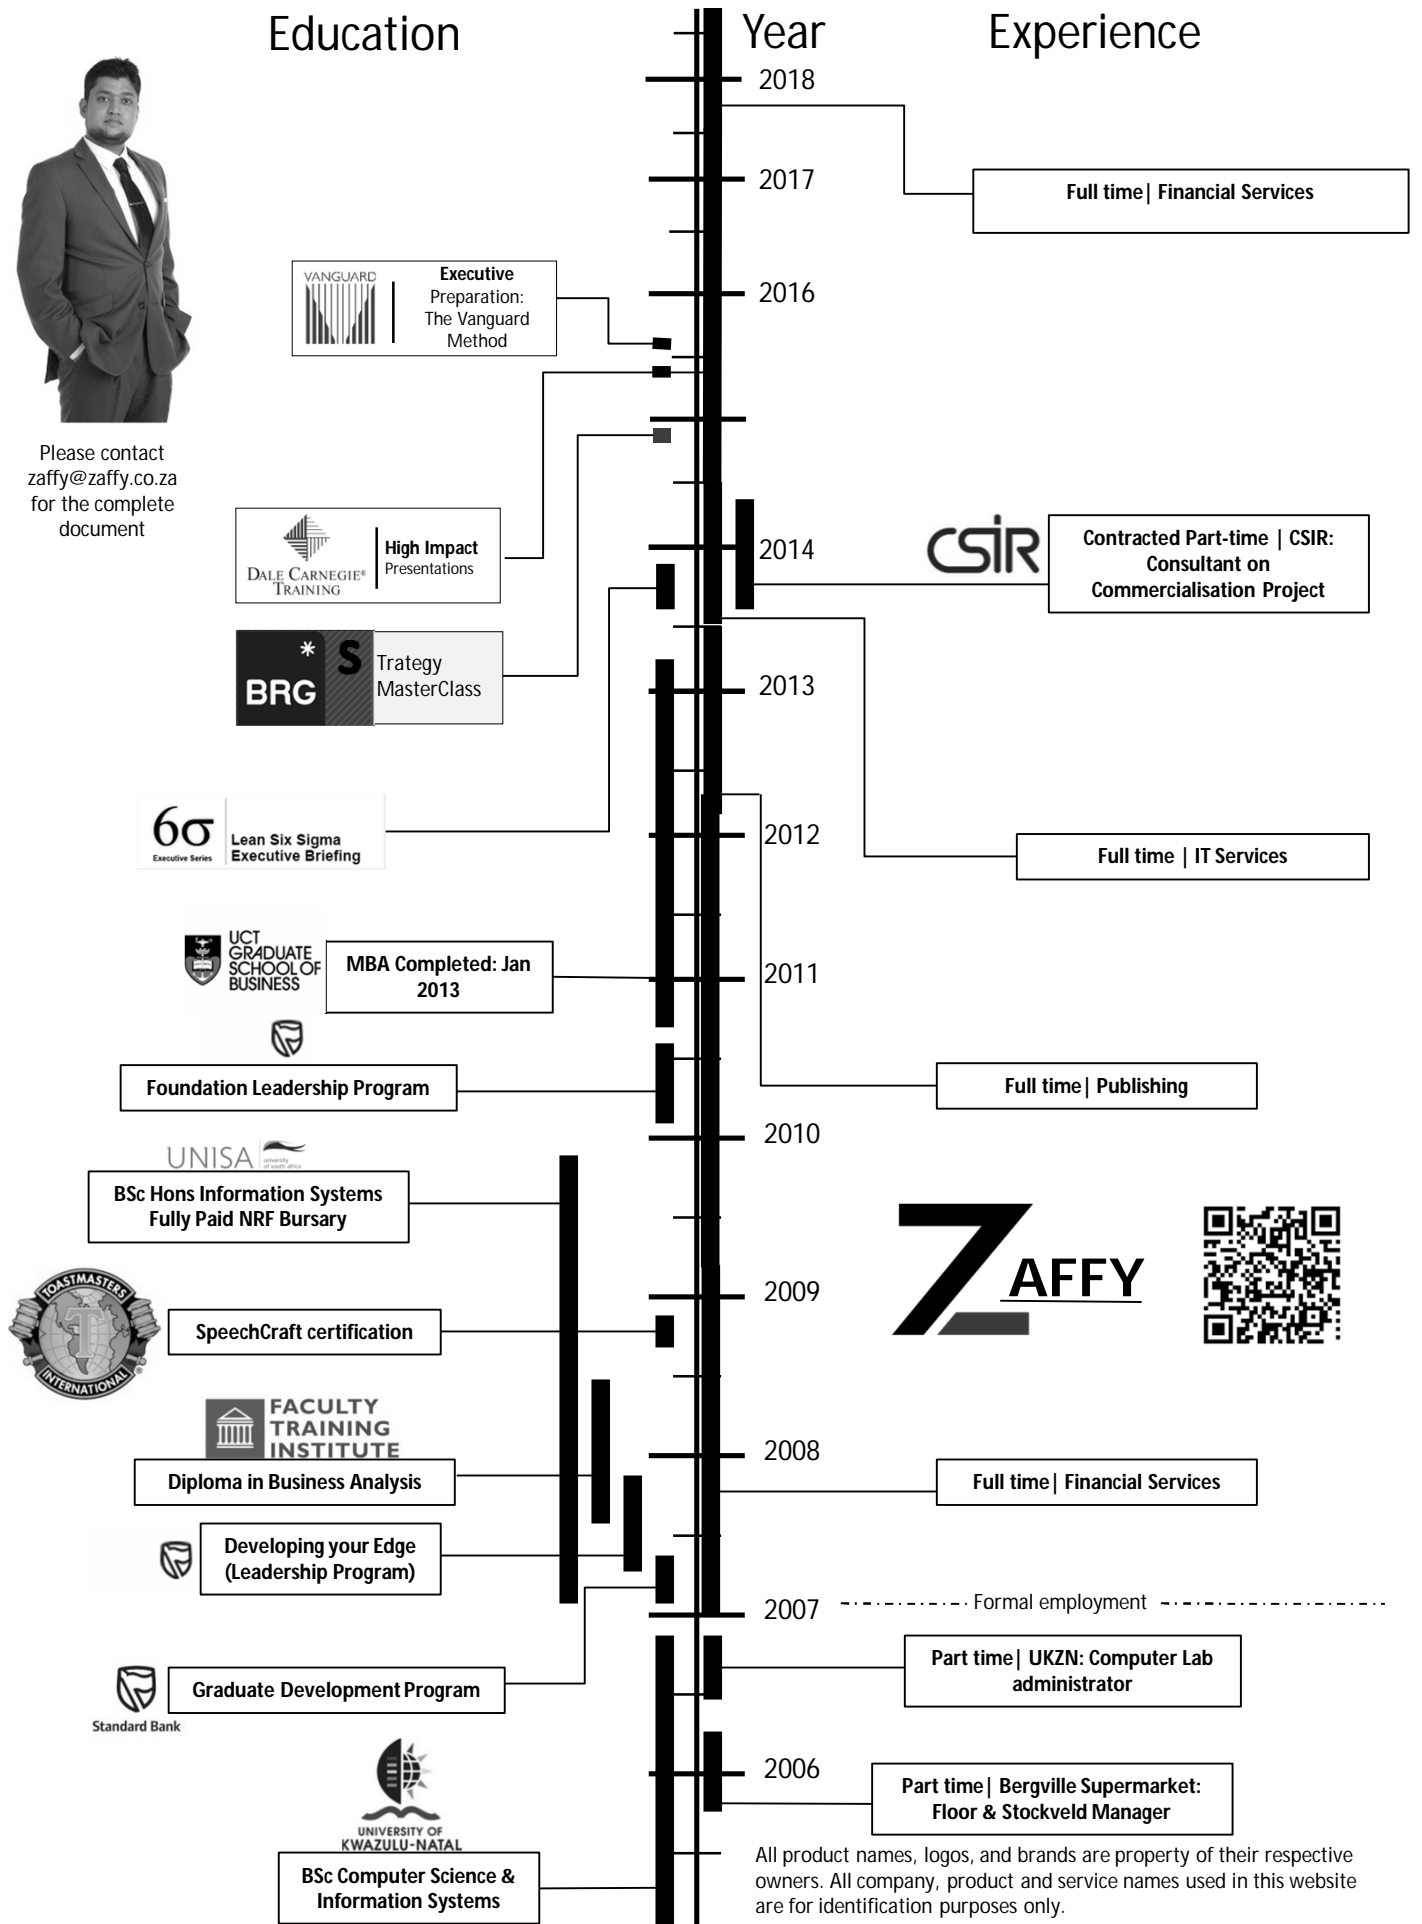 Education
Year
Experience
2018
2017
Full time| Financial Services
VANGUARD
Executive
Preparation:
The Vanguard
Method
2016
Please contact
zaffy@zaffy.co.za
for the complete
document
DALE CARNEGIE®
TRAINING
High Impact
Presentations
2014
CSIR
Contracted Part-time | CSIR:
Consultant on
Commercialisation Project
*
BRG
S
Trategy
MasterClass
2013
6σ
Executive Series
Lean Six Sigma
Executive Briefing
2012
Full time | IT Services
UCT
GRADUATE
SCHOOL OF
BUSINESS
MBA Completed: Jan
2013
2011
Foundation Leadership Program
Full time| Publishing
2010
UNISA
university
of south africa
BSc Hons Information Systems
Fully Paid NRF Bursary
ZAFFY
2009
TOASTMASTERS
T
INTERNATIONAL
®
SpeechCraft certification
FACULTY
TRAINING
INSTITUTE
Diploma in Business Analysis
2008
Full time| Financial Services
Developing your Edge
(Leadership Program)
2007
Formal employment
Part time| UKZN: Computer Lab
administrator
Standard Bank
Graduate Development Program
2006
Part time| Bergville Supermarket:
Floor & Stockveld Manager
UNIVERSITY OF
KWAZULU-NATAL
BSc Computer Science &
Information Systems
All product names, logos, and brands are property of their respective
owners. All company, product and service names used in this website
are for identification purposes only.